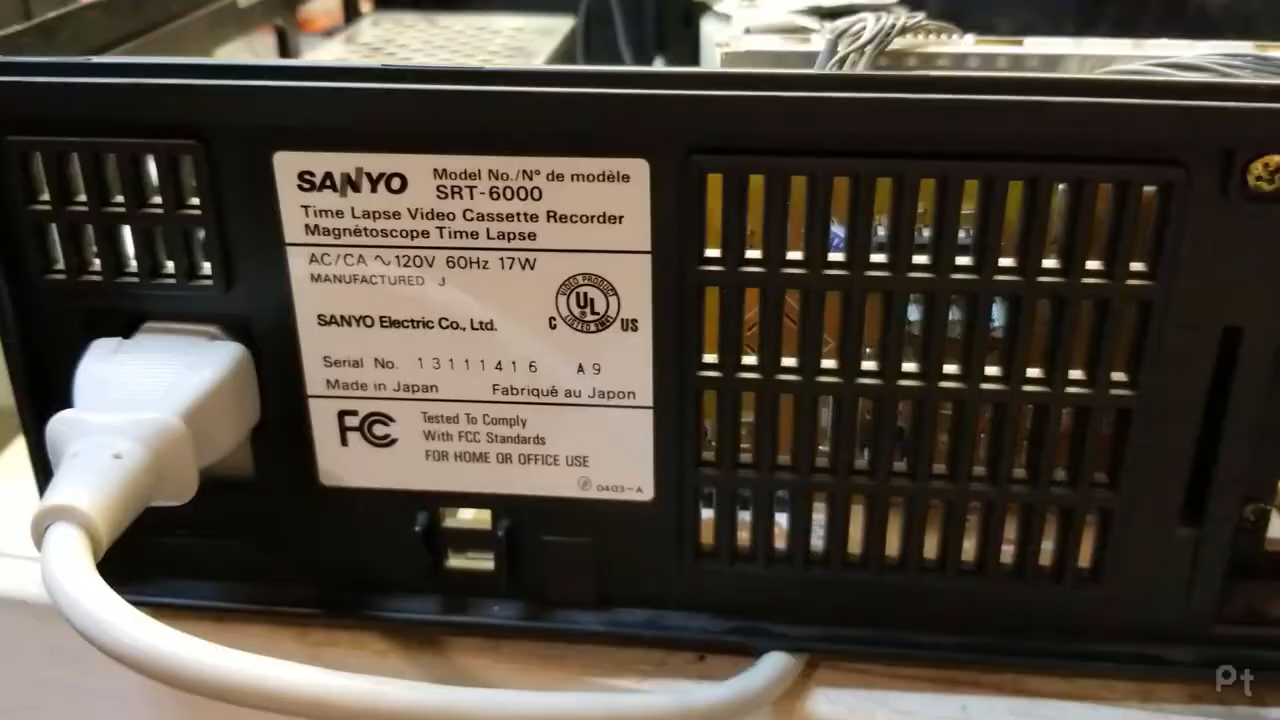 SANYO
Model No./N° de modèle
SRT-6000
Time Lapse Video Cassette Recorder
Magnétoscope Time Lapse
AC/CA ∿120V 60Hz 17W
MANUFACTURED J
VIDEO PRODUCT
UL
®
C US
SANYO Electric Co., Ltd.
Serial No. 13111416 A9
Made in Japan Fabriqué au Japon
FC
Tested To Comply
With FCC Standards
FOR HOME OR OFFICE USE
0403-A
Pt